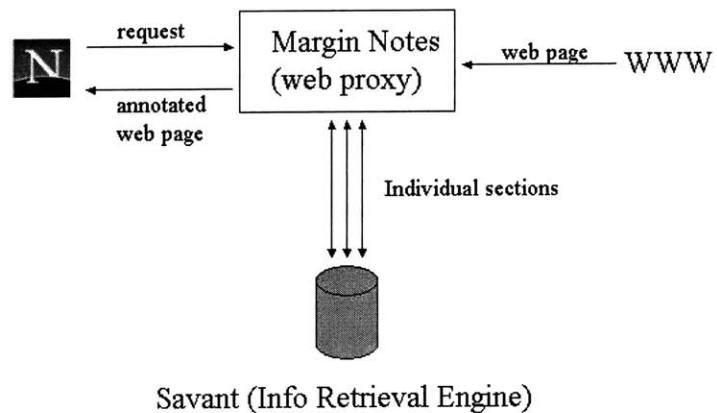 request
N
annotated
web page
Margin Notes
(web proxy)
web page
WWW
Individual sections
Savant (Info Retrieval Engine)